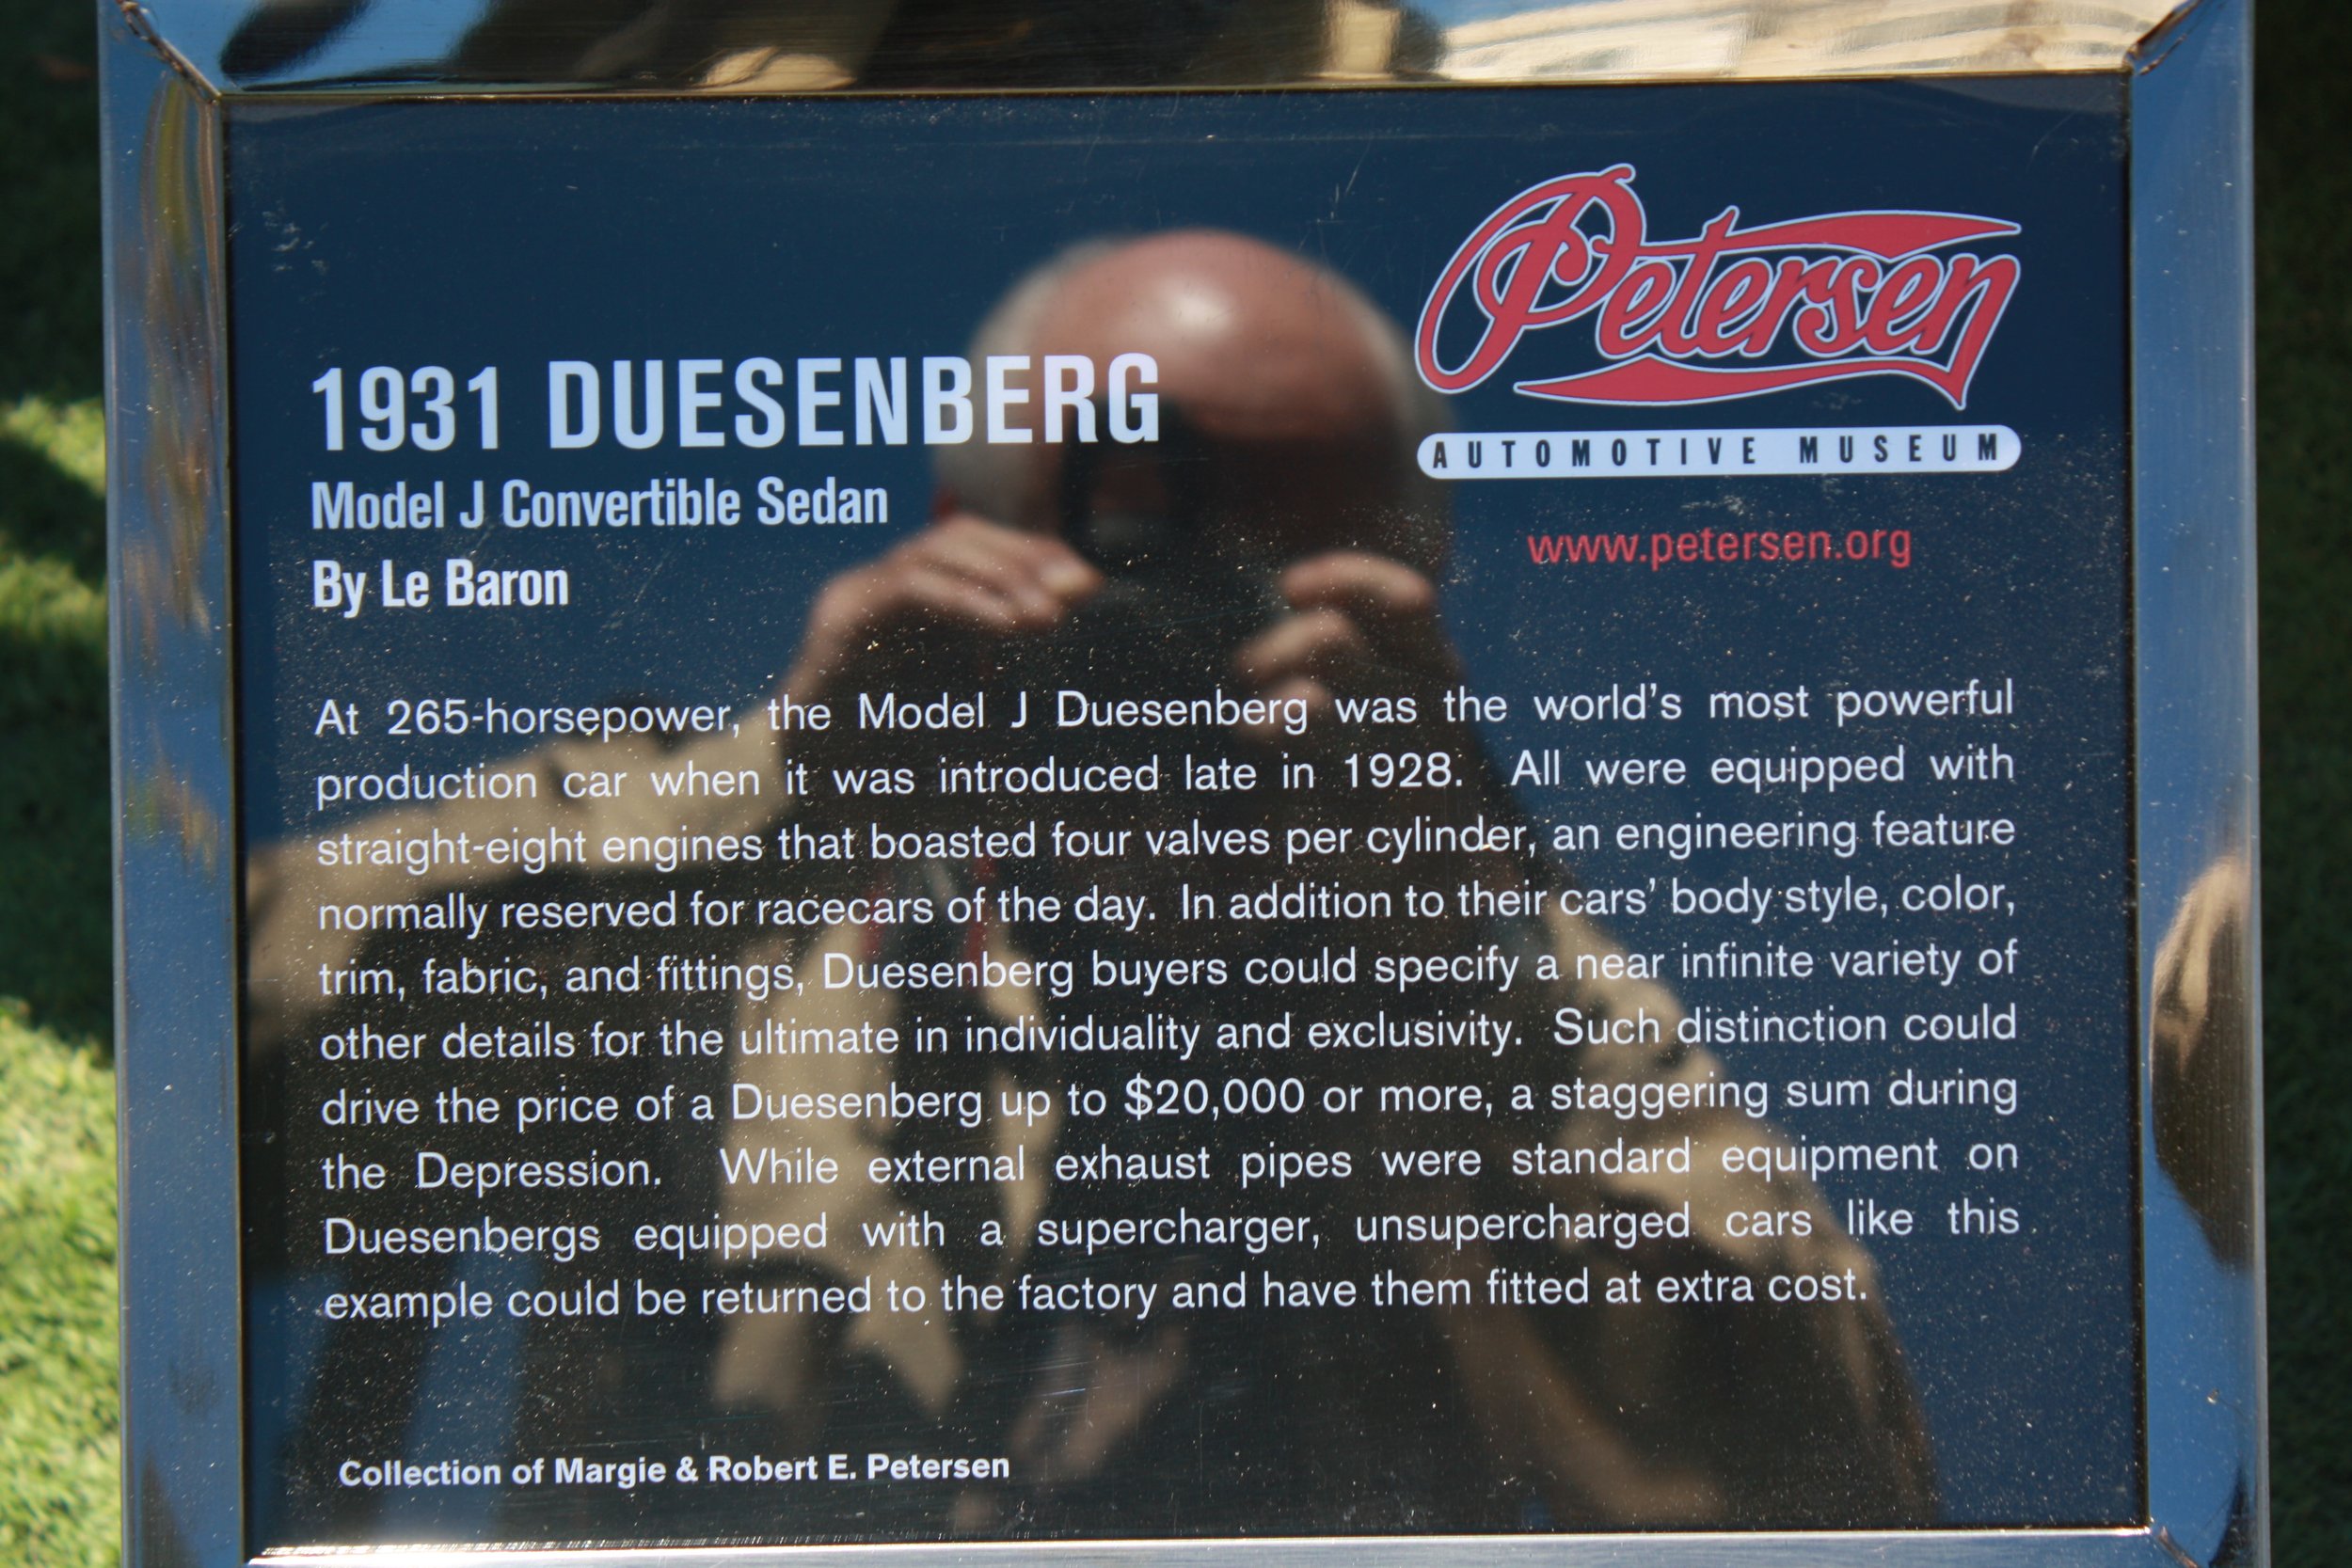 Petersen
AUTOMOTIVE MUSEUM
www.petersen.org
1931 DUESENBERG
Model J Convertible Sedan
By Le Baron
At 265-horsepower, the Model J Duesenberg was the world's most powerful
production car when it was introduced late in 1928. All were equipped with
straight-eight engines that boasted four valves per cylinder, an engineering feature
normally reserved for racecars of the day. In addition to their cars' body style, color,
trim, fabric, and fittings, Duesenberg buyers could specify a near infinite variety of
other details for the ultimate in individuality and exclusivity. Such distinction could
drive the price of a Duesenberg up to $20,000 or more, a staggering sum during
the Depression. While external exhaust pipes were standard equipment on
Duesenbergs equipped with a supercharger, unsupercharged cars like this
example could be returned to the factory and have them fitted at extra cost.
Collection of Margie & Robert E. Petersen